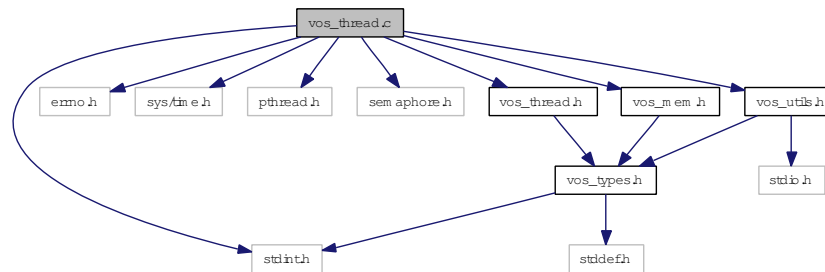 vos_thread.c
errno.h
sys/time.h
pthread.h
semaphore.h
vos_thread.h
vos_mem.h
vos_utils.h
vos_types.h
stdio.h
stdint.h
stddef.h